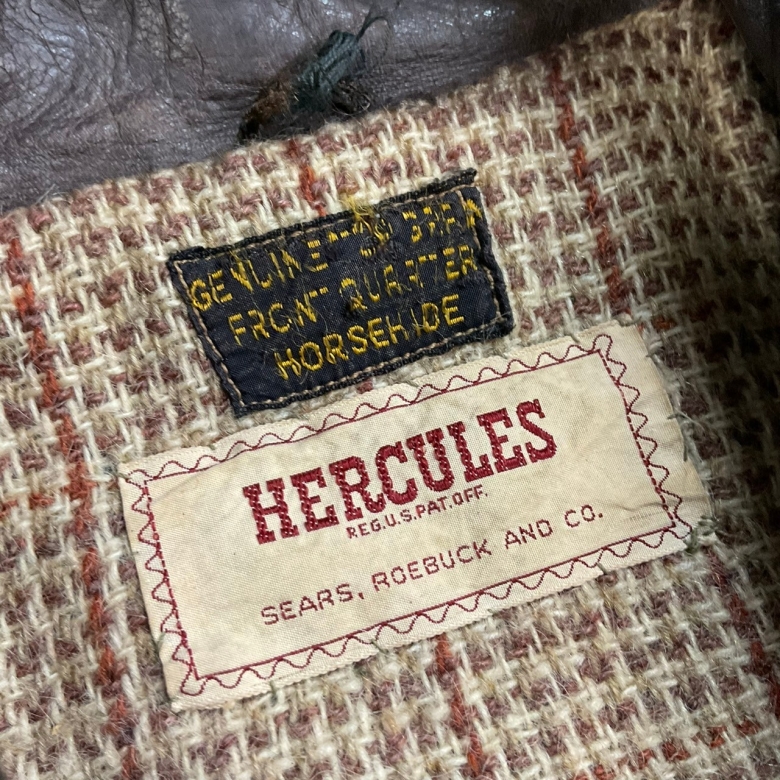 GENUINE
FRONT QUARTER
HORSEHIDE
HERCULES
REG.U.S.PAT.OFF.
SEARS, ROEBUCK AND CO.